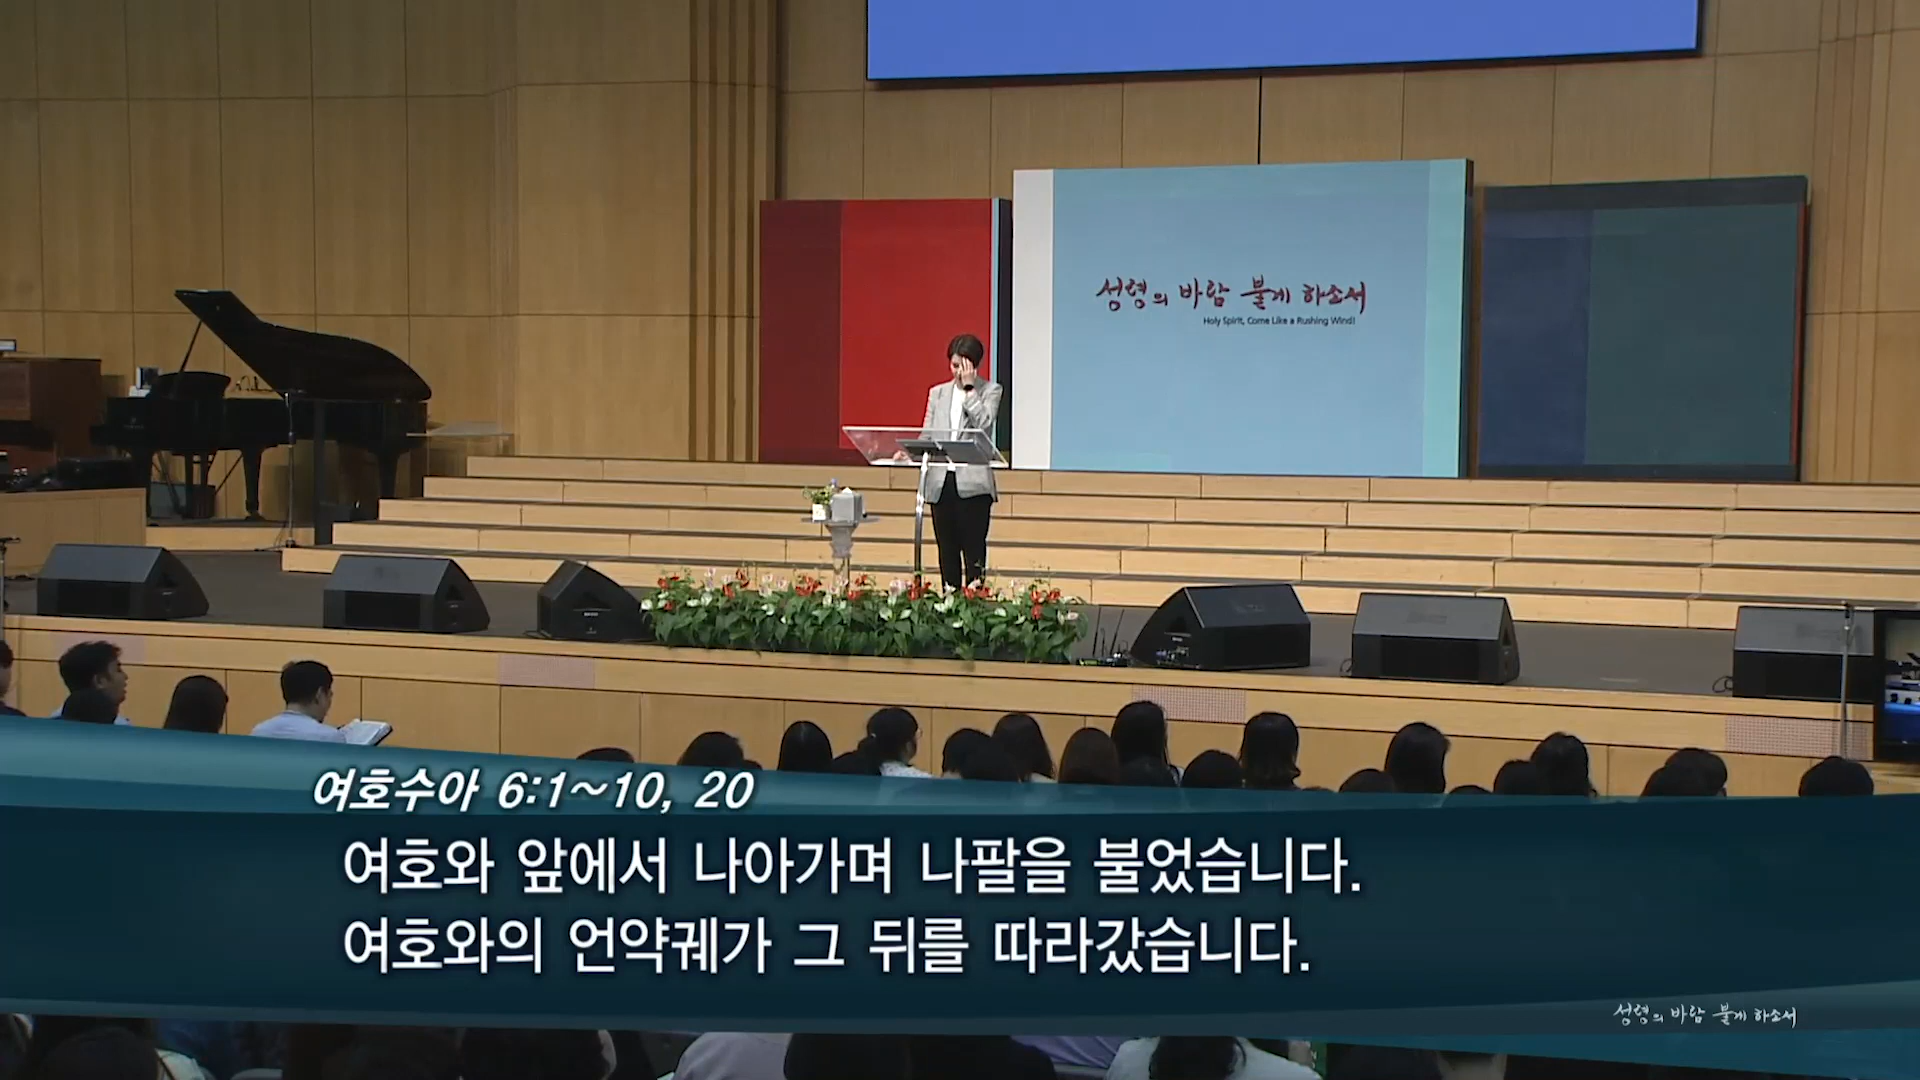 성령의 바람 불게 하소서
Holy Spirit, Come Like a Rushing Wind!
여호수아 6:1~10, 20
여호와 앞에서 나아가며 나팔을 불었습니다.
여호와의 언약궤가 그 뒤를 따라갔습니다.
성령의 바람 불게 하소서